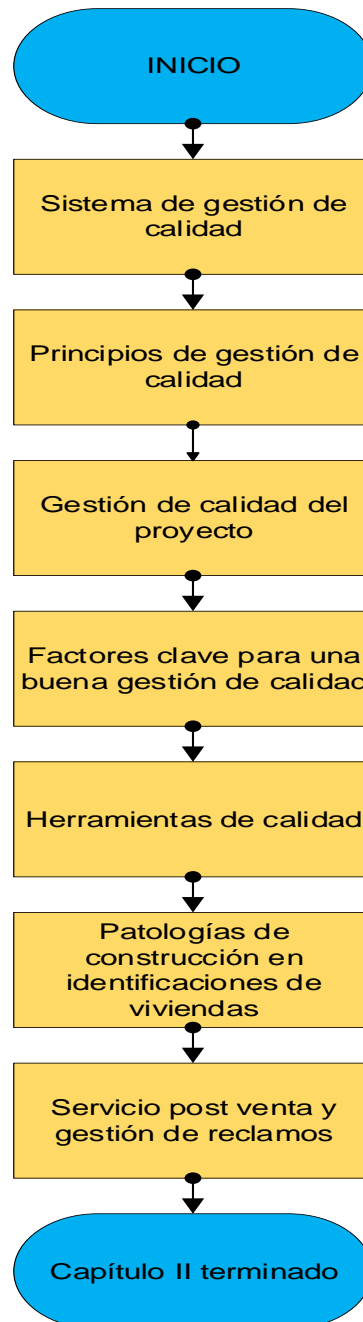 INICIO
Sistema de gestión de
calidad
Principios de gestión de
calidad
Gestión de calidad del
proyecto
Factores clave para una
buena gestión de calidad
Herramientas de calidad
Patologías de
construcción en
identificaciones de
viviendas
Servicio post venta y
gestión de reclamos
Capítulo II terminado